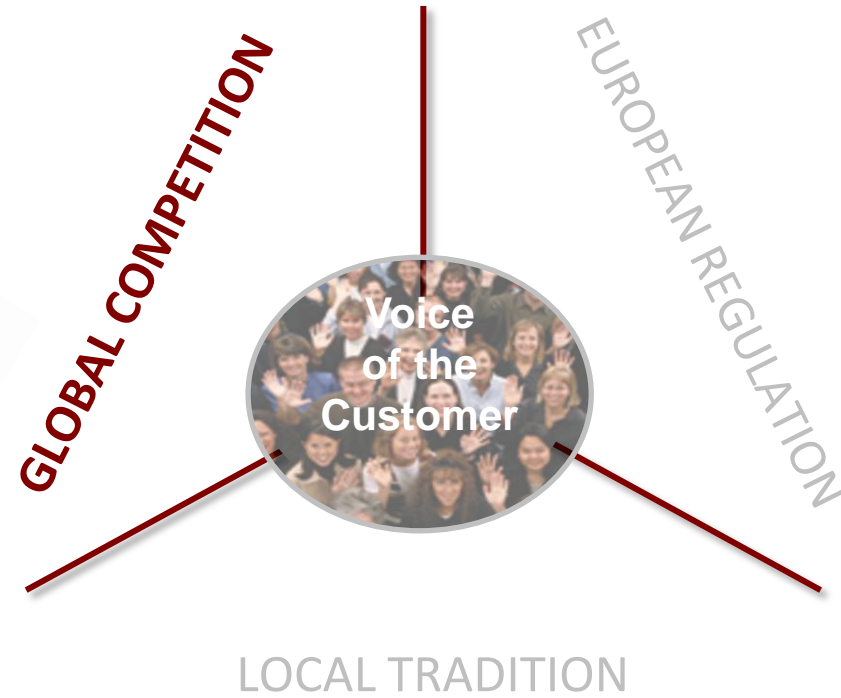 GLOBAL COMPETITION
EUROPEAN REGULATION
Voice
of the
Customer
LOCAL TRADITION